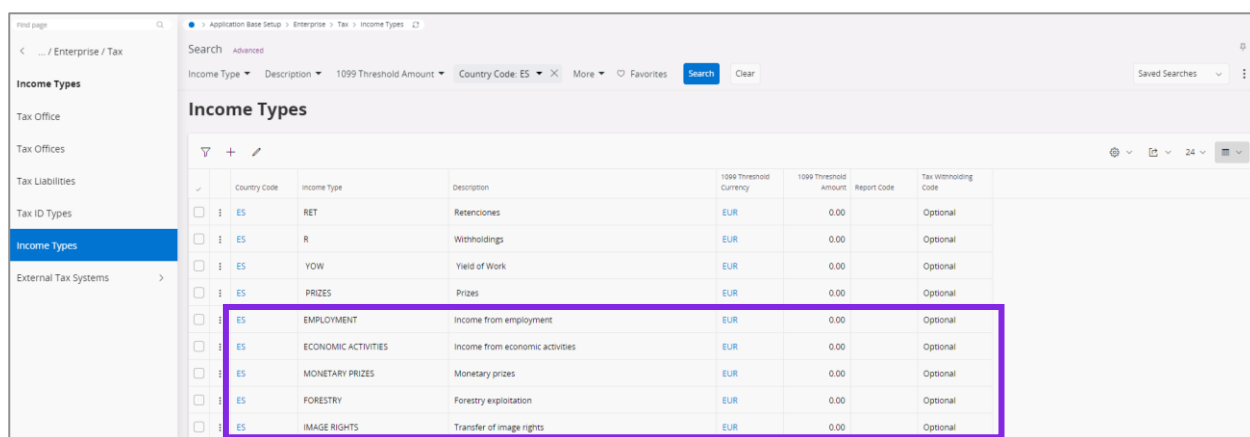 Find page
Application Base Setup > Enterprise > Tax > Income Types
< ... / Enterprise / Tax
Search Advanced
Income Type Description 1099 Threshold Amount Country Code: ES More Favorites Search Clear Saved Searches
Income Types
Income Types
Tax Office
Tax Offices
Tax Liabilities
Tax ID Types
Income Types
External Tax Systems >
24
Country Code Income Type Description 1099 Threshold Currency 1099 Threshold Amount Report Code Tax Withholding Code
ES RET Retenciones EUR 0.00 Optional
ES R Withholdings EUR 0.00 Optional
ES YOW Yield of Work EUR 0.00 Optional
ES PRIZES Prizes EUR 0.00 Optional
ES EMPLOYMENT Income from employment EUR 0.00 Optional
ES ECONOMIC ACTIVITIES Income from economic activities EUR 0.00 Optional
ES MONETARY PRIZES Monetary prizes EUR 0.00 Optional
ES FORESTRY Forestry exploitation EUR 0.00 Optional
ES IMAGE RIGHTS Transfer of image rights EUR 0.00 Optional